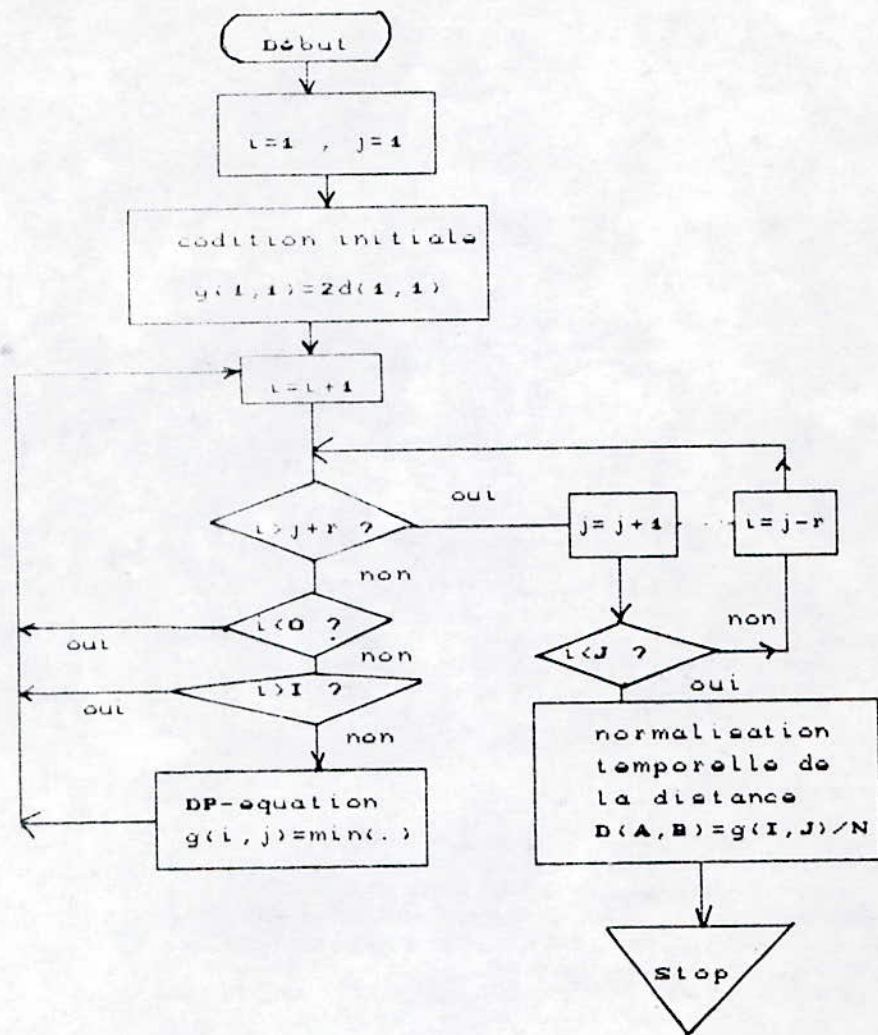 Début
i=1 , j=1
codition initiale
g(1,1)=2d(1,1)
i=i+1
i>j+r ?
oui
j=j+1
i=j-r
non
i<0 ?
oui
non
i<J ?
non
oui
i>I ?
oui
non
DP-equation
g(i,j)=min(.)
normalisation
temporelle de
la distance
D(A,B)=g(I,J)/N
Stop